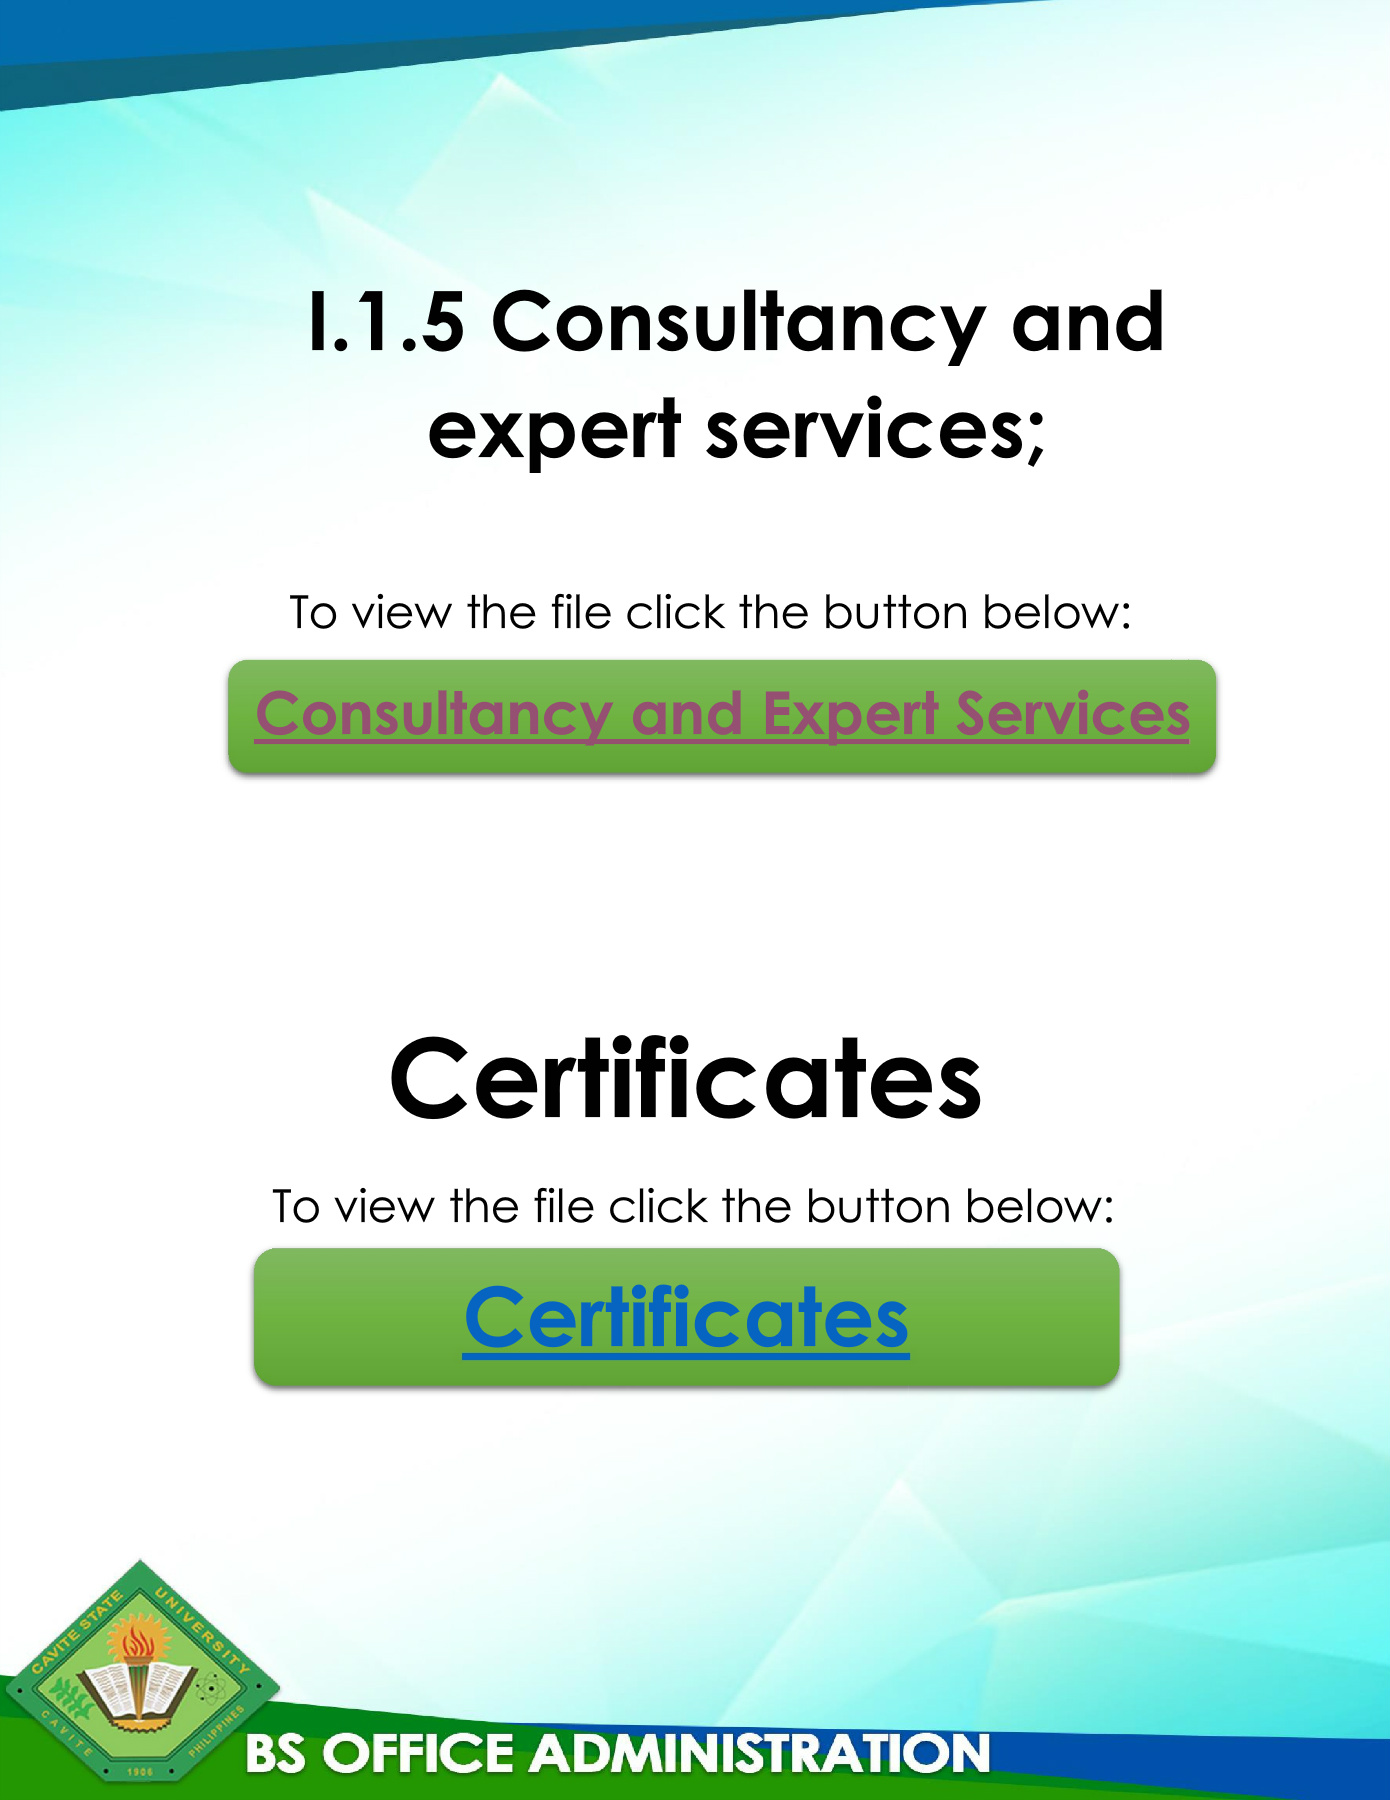 I.1.5 Consultancy and
expert services;
To view the file click the button below:
Consultancy and Expert Services
Certificates
To view the file click the button below:
Certificates
CAVITE STATE UNIVERSITY
CAVITE
1906
PHILIPPINES
BS OFFICE ADMINISTRATION